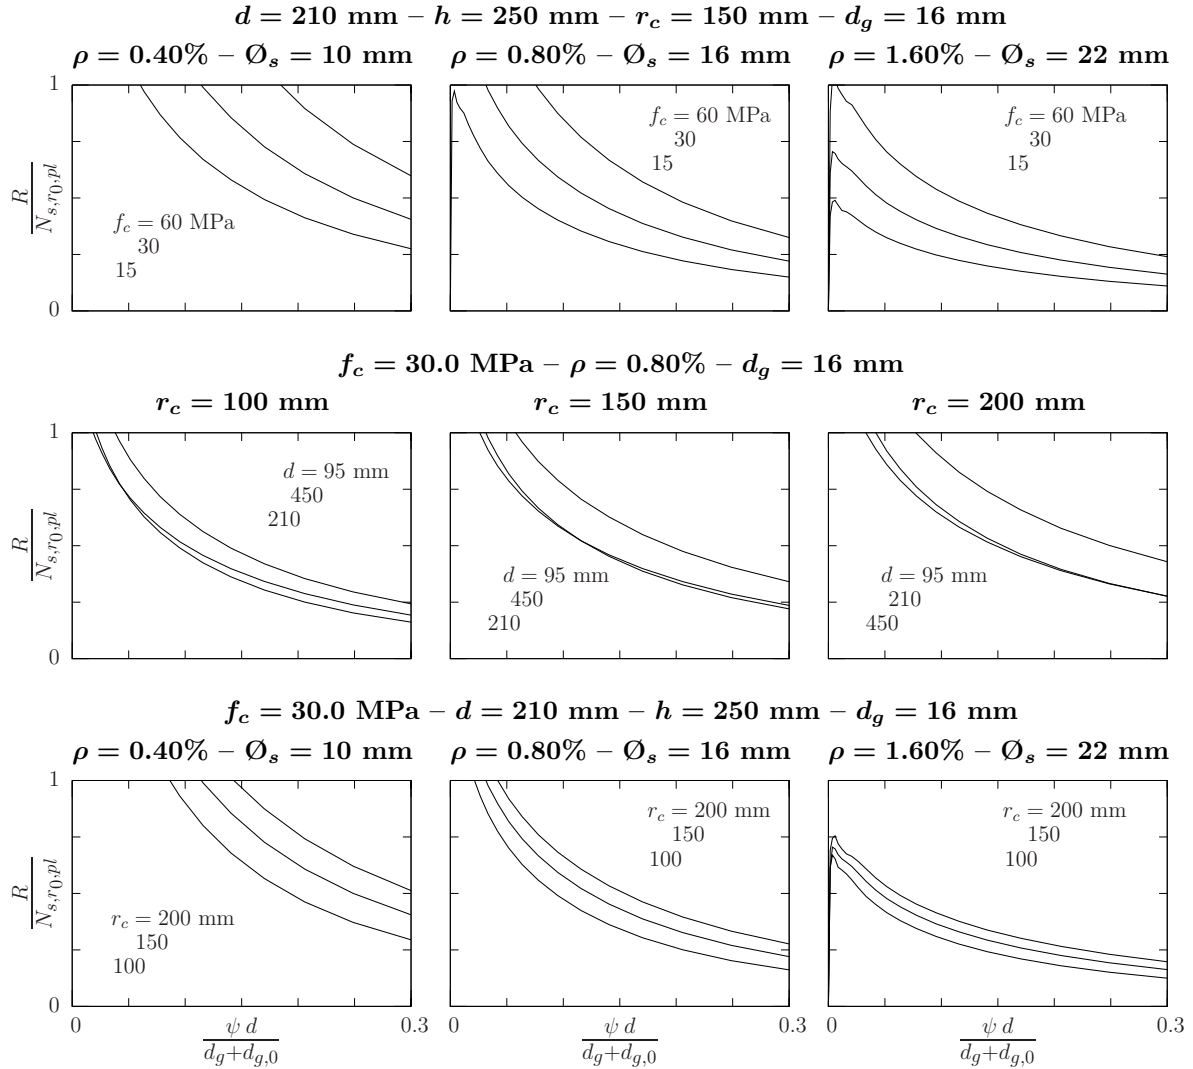 d = 210 mm – h = 250 mm – r_c = 150 mm – d_g = 16 mm
ρ = 0.40% – Ø_s = 10 mm
ρ = 0.80% – Ø_s = 16 mm
ρ = 1.60% – Ø_s = 22 mm
1
R
N_{s,r_0,pl}
0
f_c = 60 MPa
30
15
f_c = 60 MPa
30
15
f_c = 60 MPa
30
15
f_c = 30.0 MPa – ρ = 0.80% – d_g = 16 mm
r_c = 100 mm
r_c = 150 mm
r_c = 200 mm
1
R
N_{s,r_0,pl}
0
d = 95 mm
450
210
d = 95 mm
450
210
d = 95 mm
210
450
f_c = 30.0 MPa – d = 210 mm – h = 250 mm – d_g = 16 mm
ρ = 0.40% – Ø_s = 10 mm
ρ = 0.80% – Ø_s = 16 mm
ρ = 1.60% – Ø_s = 22 mm
1
R
N_{s,r_0,pl}
0
r_c = 200 mm
150
100
r_c = 200 mm
150
100
r_c = 200 mm
150
100
0
ψ d
d_g+d_{g,0}
0.3
0
ψ d
d_g+d_{g,0}
0.3
0
ψ d
d_g+d_{g,0}
0.3